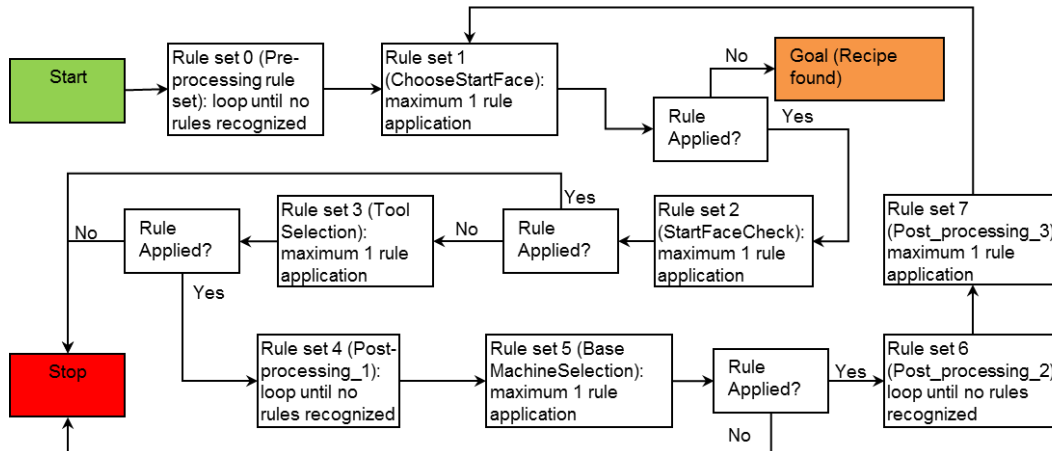 Start
Rule set 0 (Pre-
processing rule
set): loop until no
rules recognized
Rule set 1
(ChooseStartFace):
maximum 1 rule
application
No
Goal (Recipe
found)
Rule
Applied?
Yes
Rule set 7
(Post_processing_3)
maximum 1 rule
application
Rule set 2
(StartFaceCheck):
maximum 1 rule
application
Yes
Rule
Applied?
No
Rule set 3 (Tool
Selection):
maximum 1 rule
application
Rule
Applied?
No
Yes
Stop
Rule set 4 (Post-
processing_1):
loop until no
rules recognized
Rule set 5 (Base
MachineSelection):
maximum 1 rule
application
Rule
Applied?
Yes
No
Rule set 6
(Post_processing_2)
loop until no rules
recognized